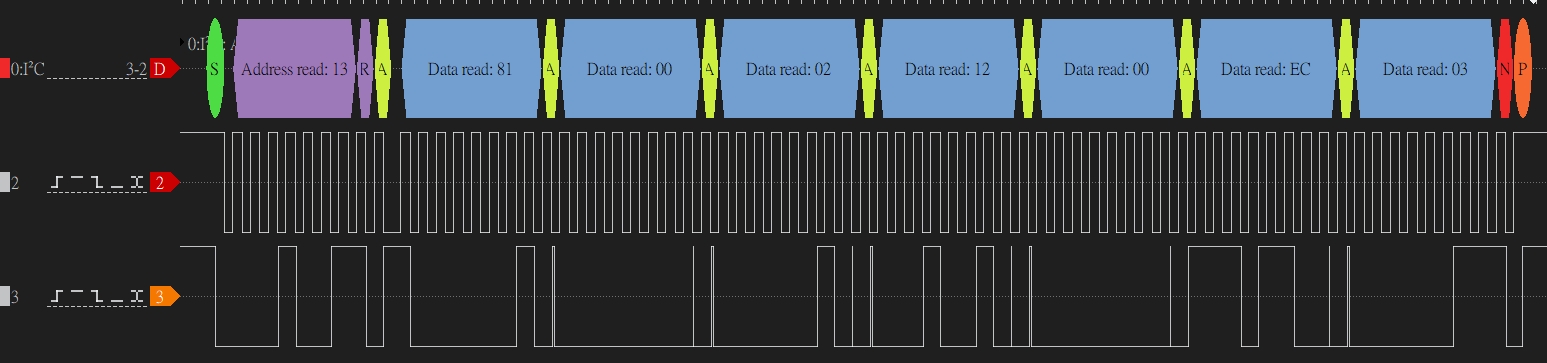 0:I²C: A
0:I²C 3-2 D S Address read: 13 R A Data read: 81 A Data read: 00 A Data read: 02 A Data read: 12 A Data read: 00 A Data read: EC A Data read: 03 N P
2 2
3 3